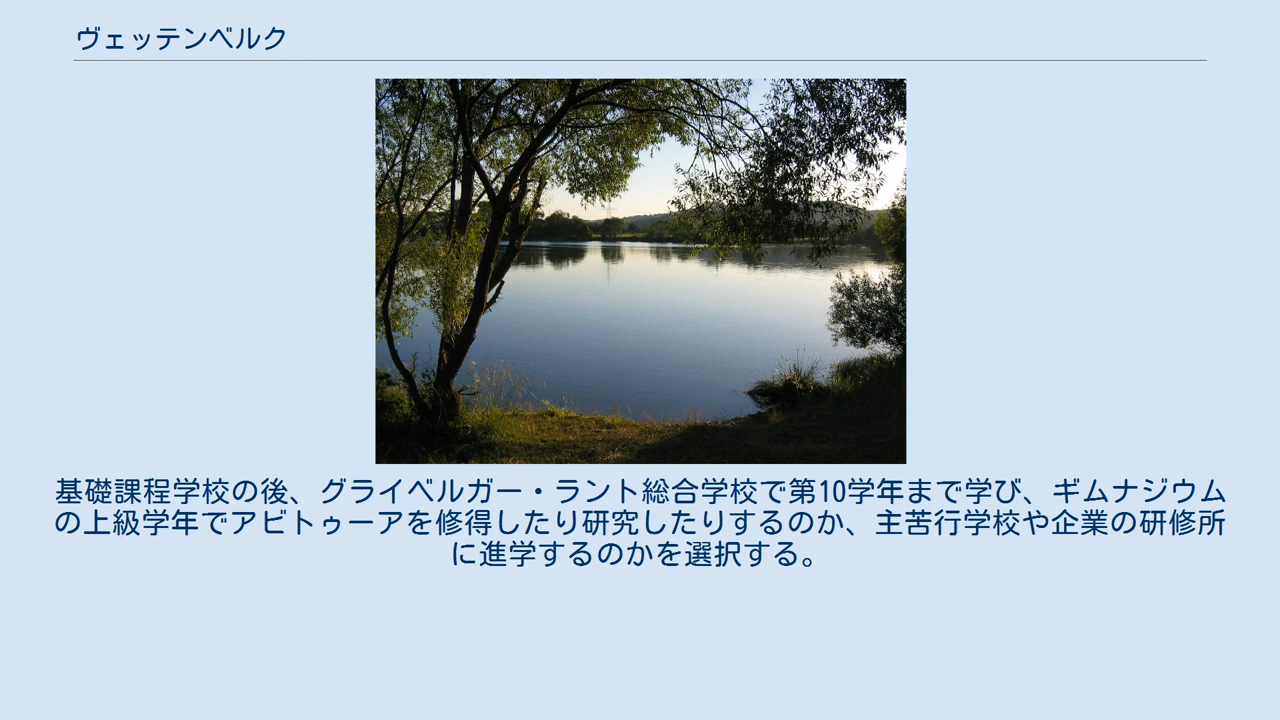 ヴェッテンベルク
基礎課程学校の後、グライベルガー・ラント総合学校で第10学年まで学び、ギムナジウム
の上級学年でアビトゥーアを修得したり研究したりするのか、主苦行学校や企業の研修所
に進学するのかを選択する。